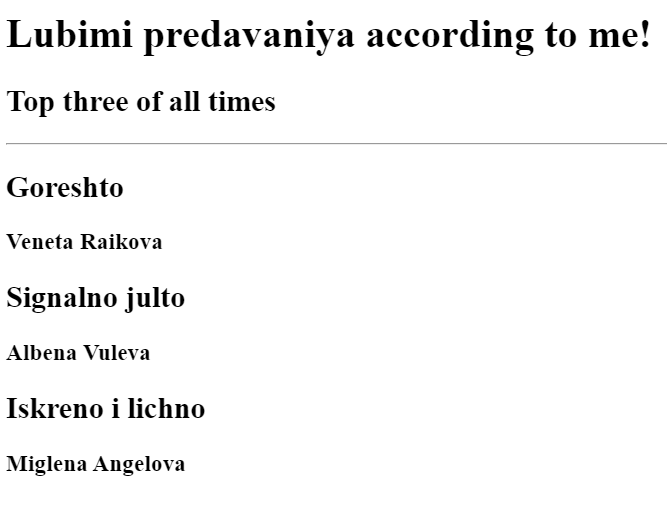 Lubimi predavaniya according to me!
Top three of all times
Goreshto
Veneta Raikova
Signalno julto
Albena Vuleva
Iskreno i lichno
Miglena Angelova